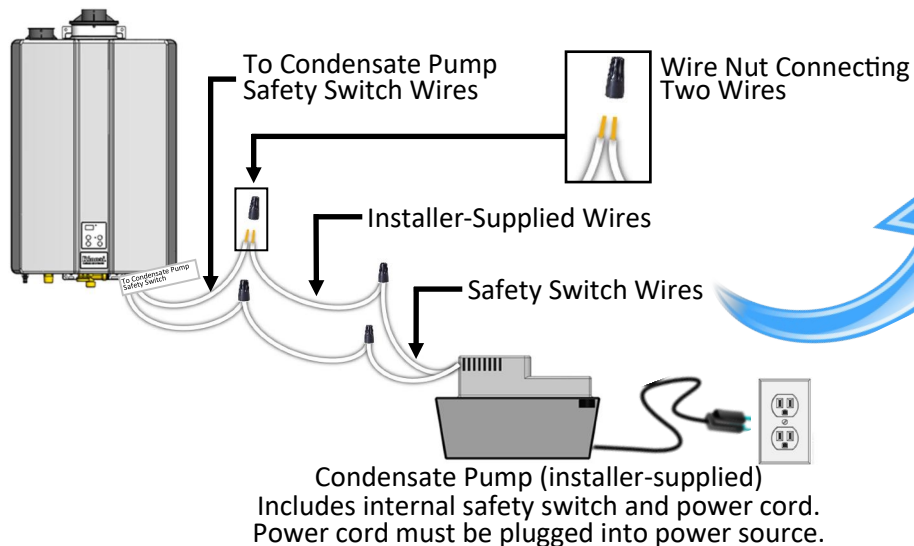 To Condensate Pump
Safety Switch Wires
Wire Nut Connecting
Two Wires
Installer-Supplied Wires
To Condensate Pump
Safety Switch
Safety Switch Wires
Rinnai
Condensate Pump (installer-supplied)
Includes internal safety switch and power cord.
Power cord must be plugged into power source.